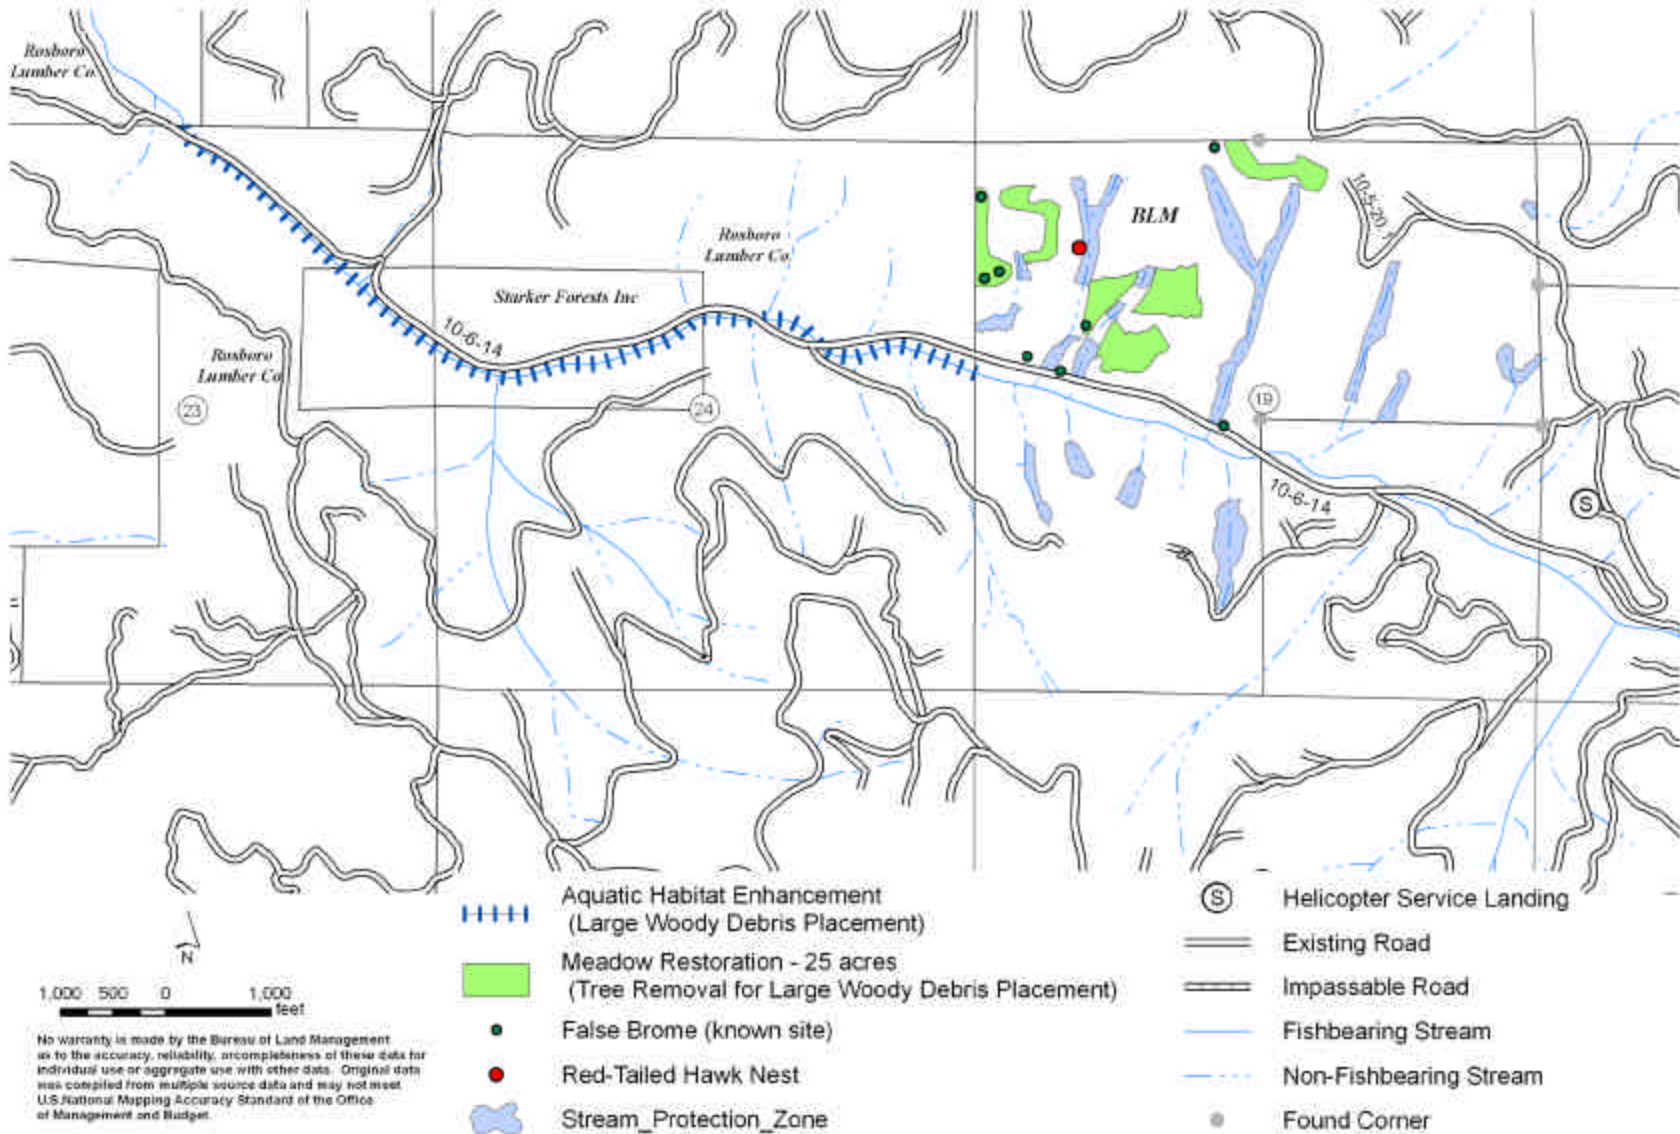 Rosboro
Lumber Co.
BLM
10-5-20.1
Rosboro
Lumber Co.
Starker Forests Inc
10-6-14
Rosboro
Lumber Co.
23
24
19
10-6-14
S
Aquatic Habitat Enhancement
(Large Woody Debris Placement)
Meadow Restoration - 25 acres
(Tree Removal for Large Woody Debris Placement)
False Brome (known site)
Red-Tailed Hawk Nest
Stream_Protection_Zone
S
Helicopter Service Landing
Existing Road
Impassable Road
Fishbearing Stream
Non-Fishbearing Stream
Found Corner
N
1,000 500 0 1,000
feet
No warranty is made by the Bureau of Land Management
as to the accuracy, reliability, orcompleteness of these data for
individual use or aggregate use with other data. Original data
was compiled from multiple source data and may not meet
U.S.National Mapping Accuracy Standard of the Office
of Management and Budget.